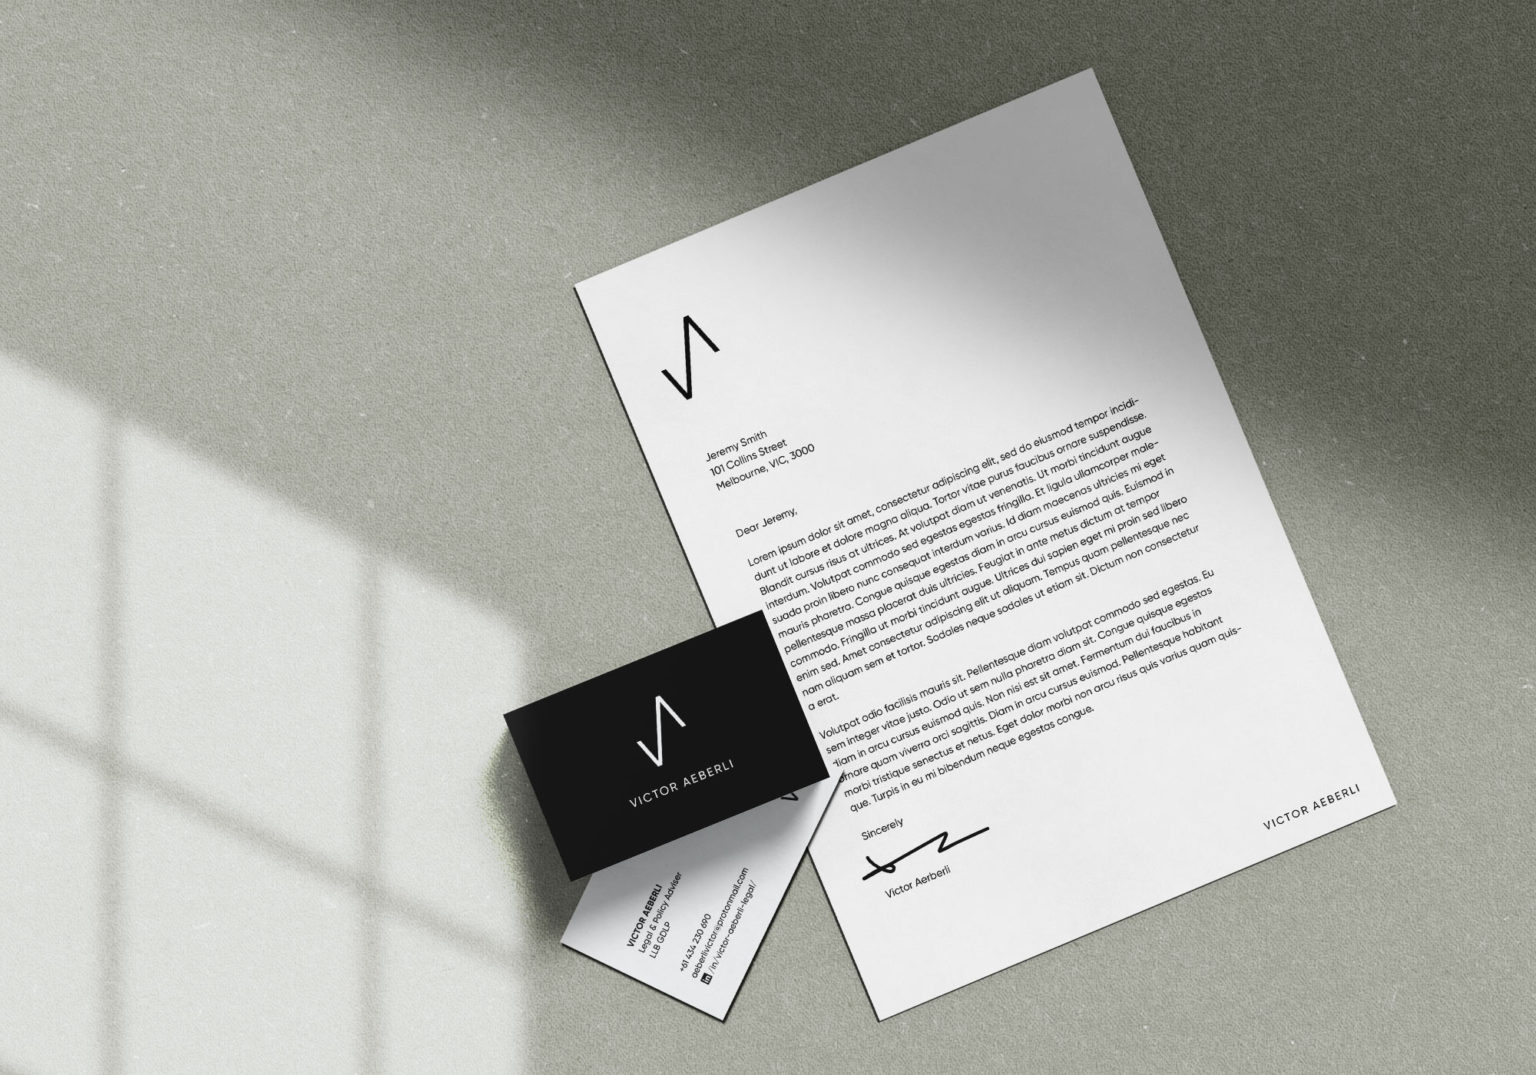 Jeremy Smith
101 Collins Street
Melbourne, VIC, 3000
Dear Jeremy,
Lorem ipsum dolor sit amet, consectetur adipiscing elit, sed do eiusmod tempor incidi-
dunt ut labore et dolore magna aliqua. Tortor vitae purus faucibus ornare suspendisse.
Blandit cursus risus at ultrices. At volutpat diam ut venenatis. Ut morbi tincidunt augue
interdum. Volutpat commodo sed egestas egestas fringilla. Et ligula ullamcorper male-
suada proin libero nunc consequat interdum varius. Id diam maecenas ultricies mi eget
mauris pharetra. Congue quisque egestas diam in arcu cursus euismod quis. Euismod in
pellentesque massa placerat duis ultricies. Feugiat in ante metus dictum at tempor
commodo. Fringilla ut morbi tincidunt augue. Ultrices dui sapien eget mi proin sed libero
enim sed. Amet consectetur adipiscing elit ut aliquam. Tempus quam pellentesque nec
nam aliquam sem et tortor. Sodales neque sodales ut etiam sit. Dictum non consectetur
a erat.
Volutpat odio facilisis mauris sit. Pellentesque diam volutpat commodo sed egestas. Eu
sem integer vitae justo. Odio ut sem nulla pharetra diam sit. Congue quisque egestas
diam in arcu cursus euismod quis. Non nisi est sit amet. Fermentum dui faucibus in
ornare quam viverra orci sagittis. Diam in arcu cursus euismod. Pellentesque habitant
morbi tristique senectus et netus. Eget dolor morbi non arcu risus quis varius quam quis-
que. Turpis in eu mi bibendum neque egestas congue.
Sincerely
Victor Aerberli
VICTOR AEBERLI
VICTOR AEBERLI
VICTOR AEBERLI
Legal & Policy Adviser
LLB GDLP
+61 434 230 690
aeberlivictor@protonmail.com
in /in/victor-aeberli-legal/